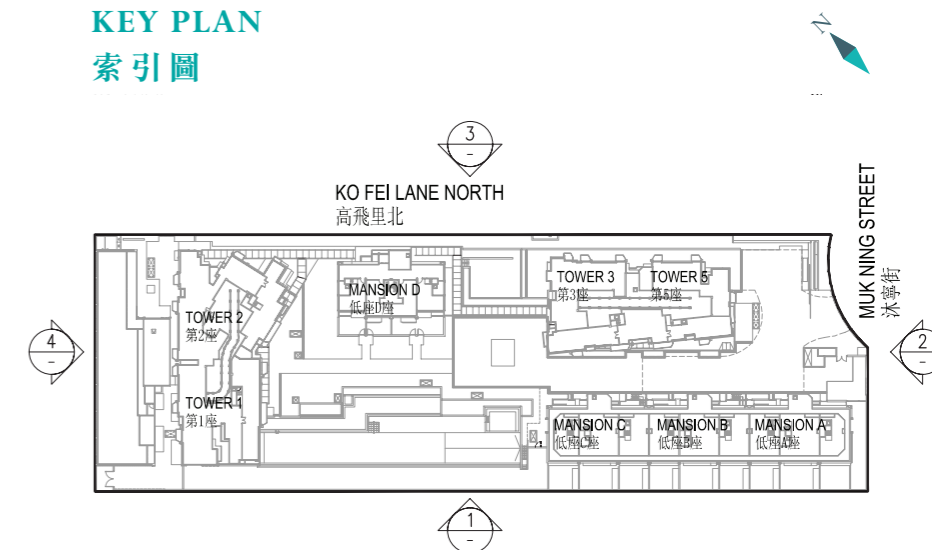 KEY PLAN
索引圖
N
3
-
KO FEI LANE NORTH
高飛里北
MUK NING STREET
沐寧街
TOWER 3
第3座
TOWER 5
第5座
MANSION D
低座D座
TOWER 2
第2座
4
-
2
-
TOWER 1
第1座
MANSION C
低座C座
MANSION B
低座B座
MANSION A
低座A座
1
-